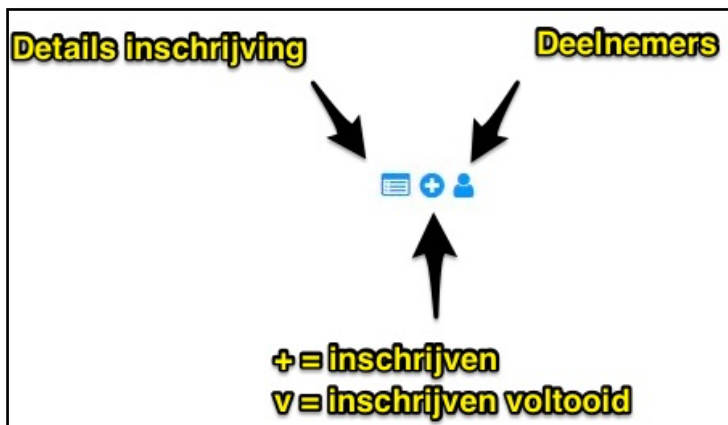 Details inschrijving
Deelnemers
+ = inschrijven
v = inschrijven voltooid